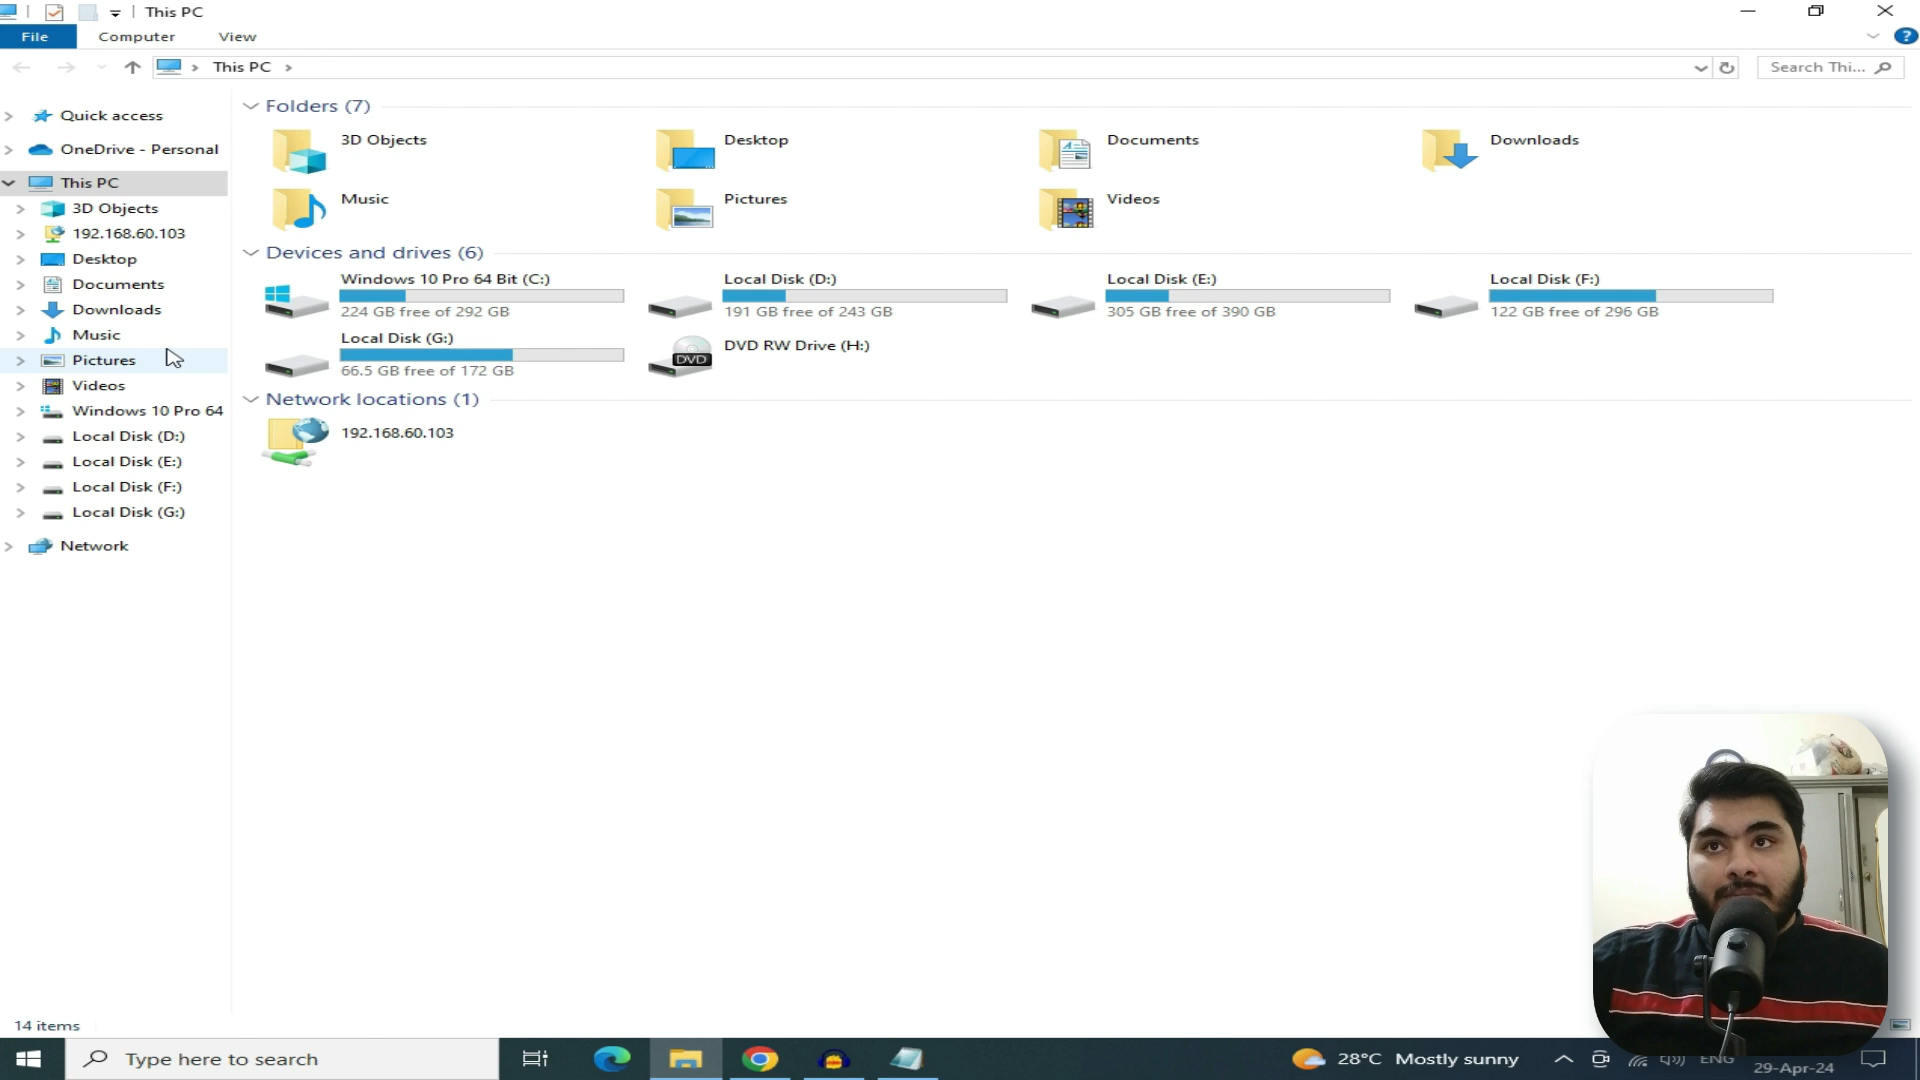 This PC
File Computer View
This PC
Search Thi...
Quick access
OneDrive - Personal
This PC
3D Objects
192.168.60.103
Desktop
Documents
Downloads
Music
Pictures
Videos
Windows 10 Pro 64
Local Disk (D:)
Local Disk (E:)
Local Disk (F:)
Local Disk (G:)
Network
Folders (7)
3D Objects Desktop Documents Downloads
Music Pictures Videos
Devices and drives (6)
Windows 10 Pro 64 Bit (C:) Local Disk (D:) Local Disk (E:) Local Disk (F:)
224 GB free of 292 GB 191 GB free of 243 GB 305 GB free of 390 GB 122 GB free of 296 GB
Local Disk (G:) DVD RW Drive (H:)
DVD
66.5 GB free of 172 GB
Network locations (1)
192.168.60.103
14 items
Type here to search
28°C Mostly sunny
ENG
29-Apr-24